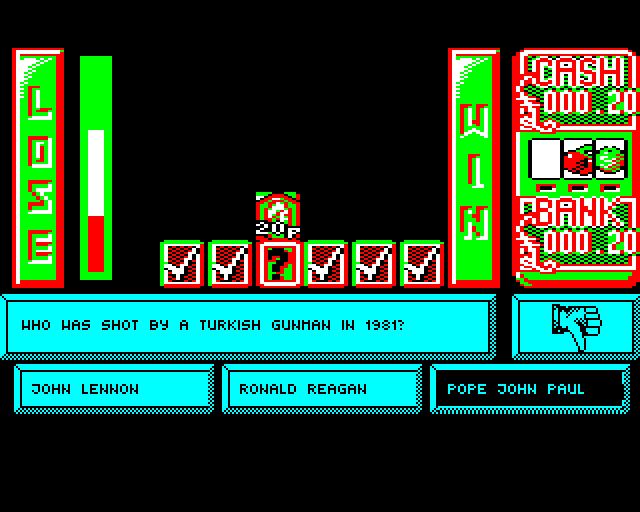 LOSE
WIN
CASH
000.20
BANK
000 20
20P
?
WHO WAS SHOT BY A TURKISH GUNMAN IN 1981?
JOHN LENNON
RONALD REAGAN
POPE JOHN PAUL